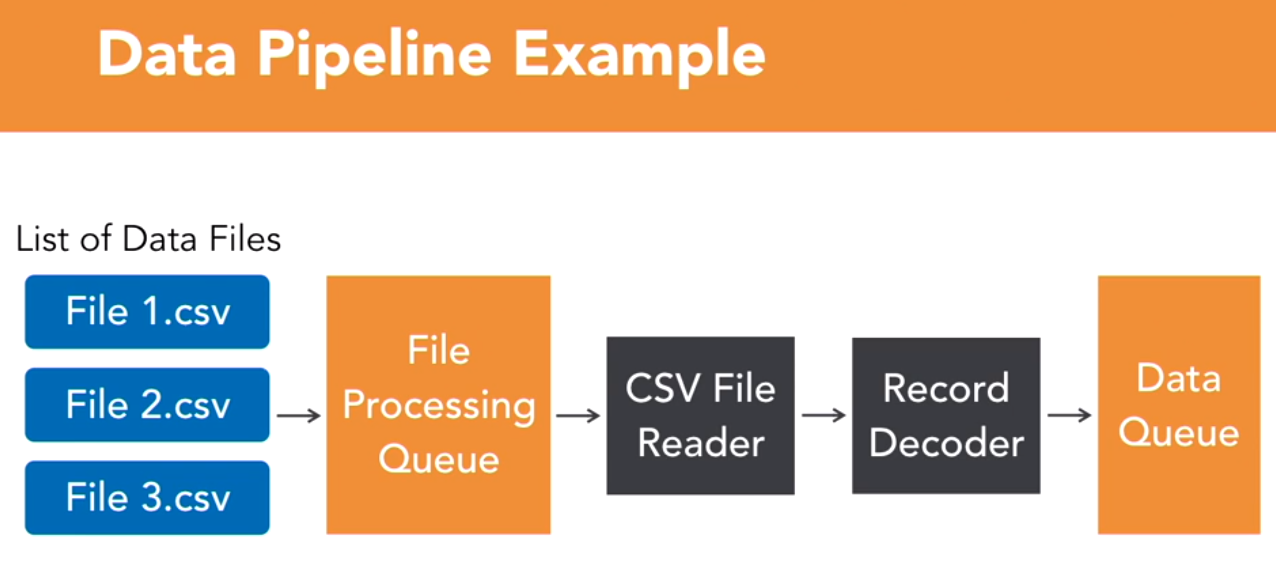 Data Pipeline Example
List of Data Files
File 1.csv
File 2.csv
File 3.csv
File
Processing
Queue
CSV File
Reader
Record
Decoder
Data
Queue